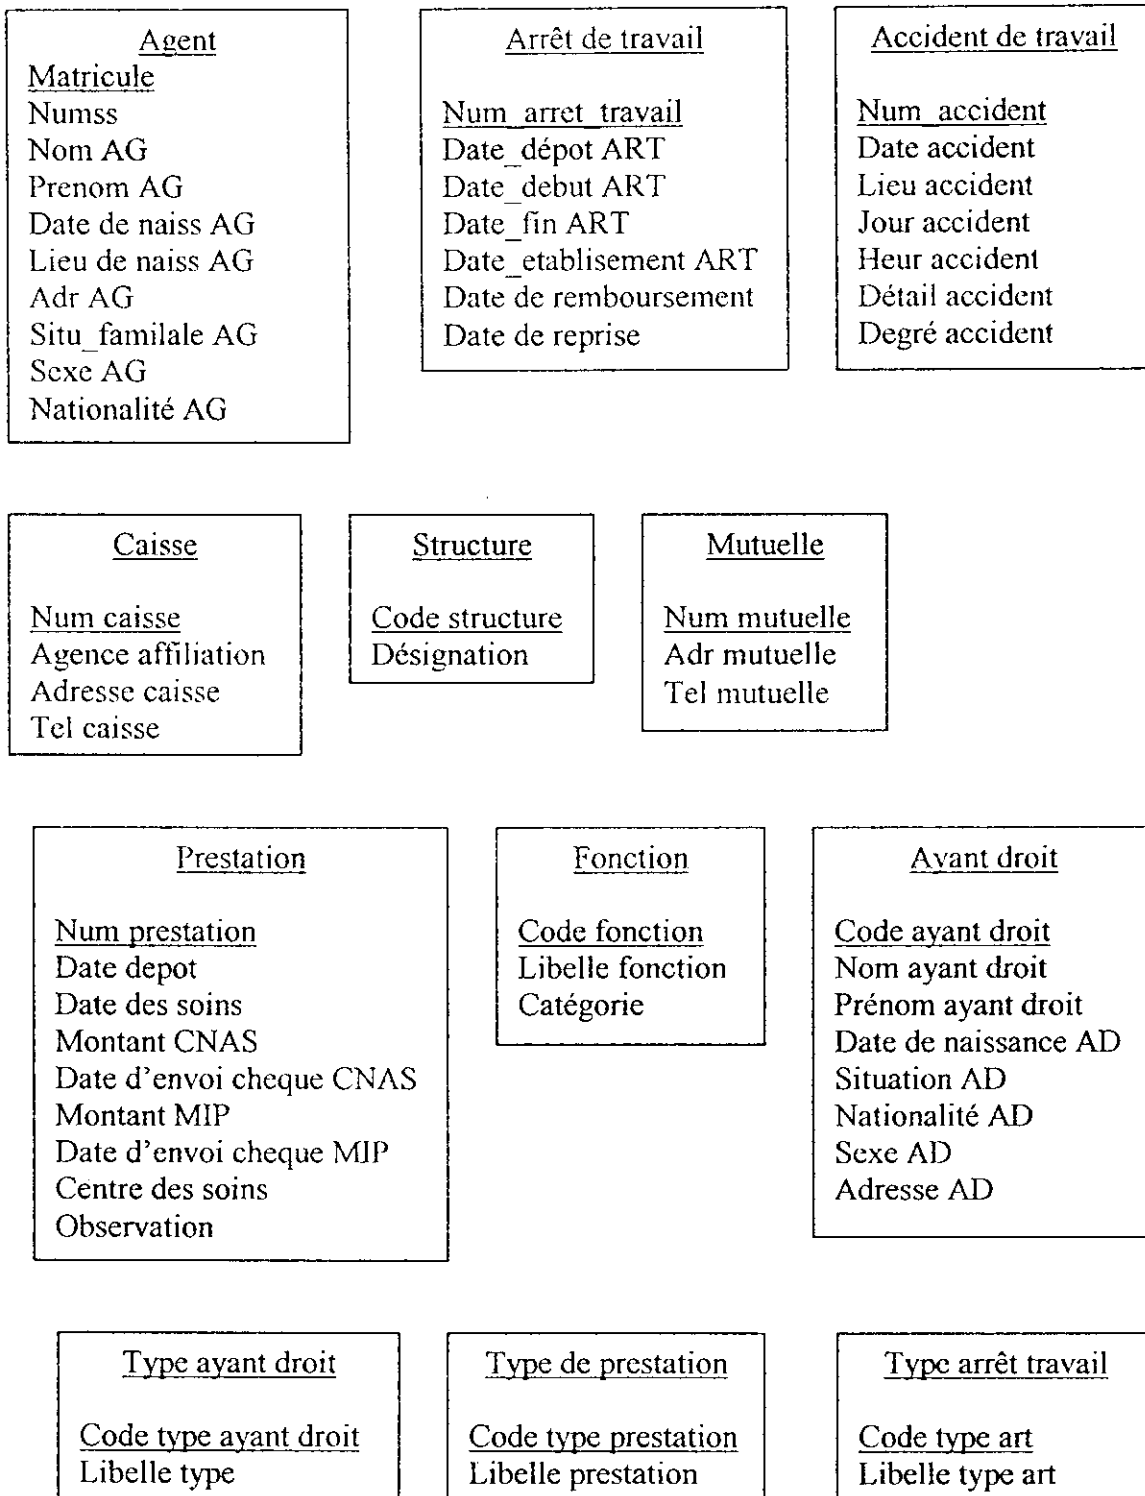 Agent
Matricule
Numss
Nom AG
Prenom AG
Date de naiss AG
Lieu de naiss AG
Adr AG
Situ_familale AG
Sexe AG
Nationalité AG
Arrêt de travail
Num_arret_travail
Date_dépot ART
Date_debut ART
Date_fin ART
Date_etablisement ART
Date de remboursement
Date de reprise
Accident de travail
Num_accident
Date accident
Lieu accident
Jour accident
Heur accident
Détail accident
Degré accident
Caisse
Num caisse
Agence affiliation
Adresse caisse
Tel caisse
Structure
Code structure
Désignation
Mutuelle
Num mutuelle
Adr mutuelle
Tel mutuelle
Prestation
Num prestation
Date depot
Date des soins
Montant CNAS
Date d'envoi cheque CNAS
Montant MIP
Date d'envoi cheque MIP
Centre des soins
Observation
Fonction
Code fonction
Libelle fonction
Catégorie
Ayant droit
Code ayant droit
Nom ayant droit
Prénom ayant droit
Date de naissance AD
Situation AD
Nationalité AD
Sexe AD
Adresse AD
Type ayant droit
Code type ayant droit
Libelle type
Type de prestation
Code type prestation
Libelle prestation
Type arrêt travail
Code type art
Libelle type art